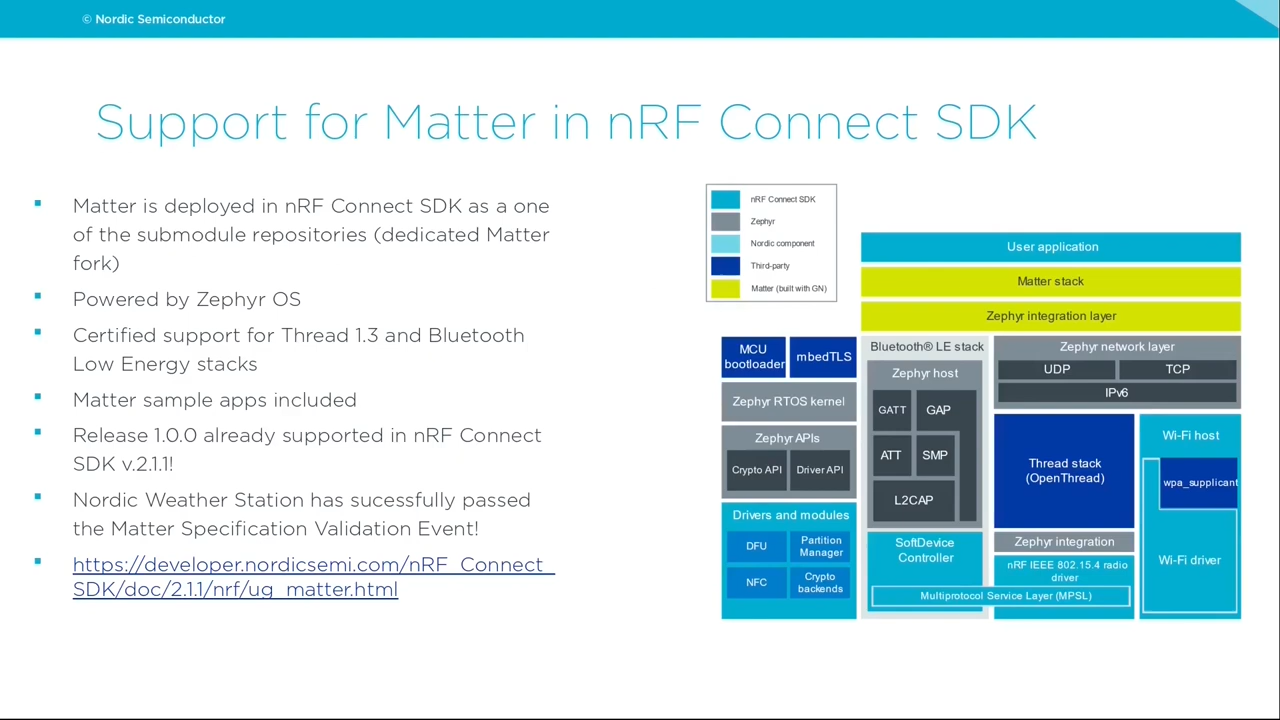 © Nordic Semiconductor
Support for Matter in nRF Connect SDK
Matter is deployed in nRF Connect SDK as a one
of the submodule repositories (dedicated Matter
fork)
Powered by Zephyr OS
Certified support for Thread 1.3 and Bluetooth
Low Energy stacks
Matter sample apps included
Release 1.0.0 already supported in nRF Connect
SDK v.2.1.1!
Nordic Weather Station has sucessfully passed
the Matter Specification Validation Event!
https://developer.nordicsemi.com/nRF_Connect_
SDK/doc/2.1.1/nrf/ug_matter.html
nRF Connect SDK
Zephyr
Nordic component
Third-party
Matter (built with GN)
User application
Matter stack
Zephyr integration layer
MCU
bootloader
mbedTLS
Zephyr RTOS kernel
Zephyr APIs
Crypto API
Driver API
Drivers and modules
DFU
Partition
Manager
NFC
Crypto
backends
Bluetooth® LE stack
Zephyr host
GATT
GAP
ATT
SMP
L2CAP
SoftDevice
Controller
Zephyr network layer
UDP
TCP
IPv6
Thread stack
(OpenThread)
Zephyr integration
nRF IEEE 802.15.4 radio
driver
Multiprotocol Service Layer (MPSL)
Wi-Fi host
wpa_supplicant
Wi-Fi driver